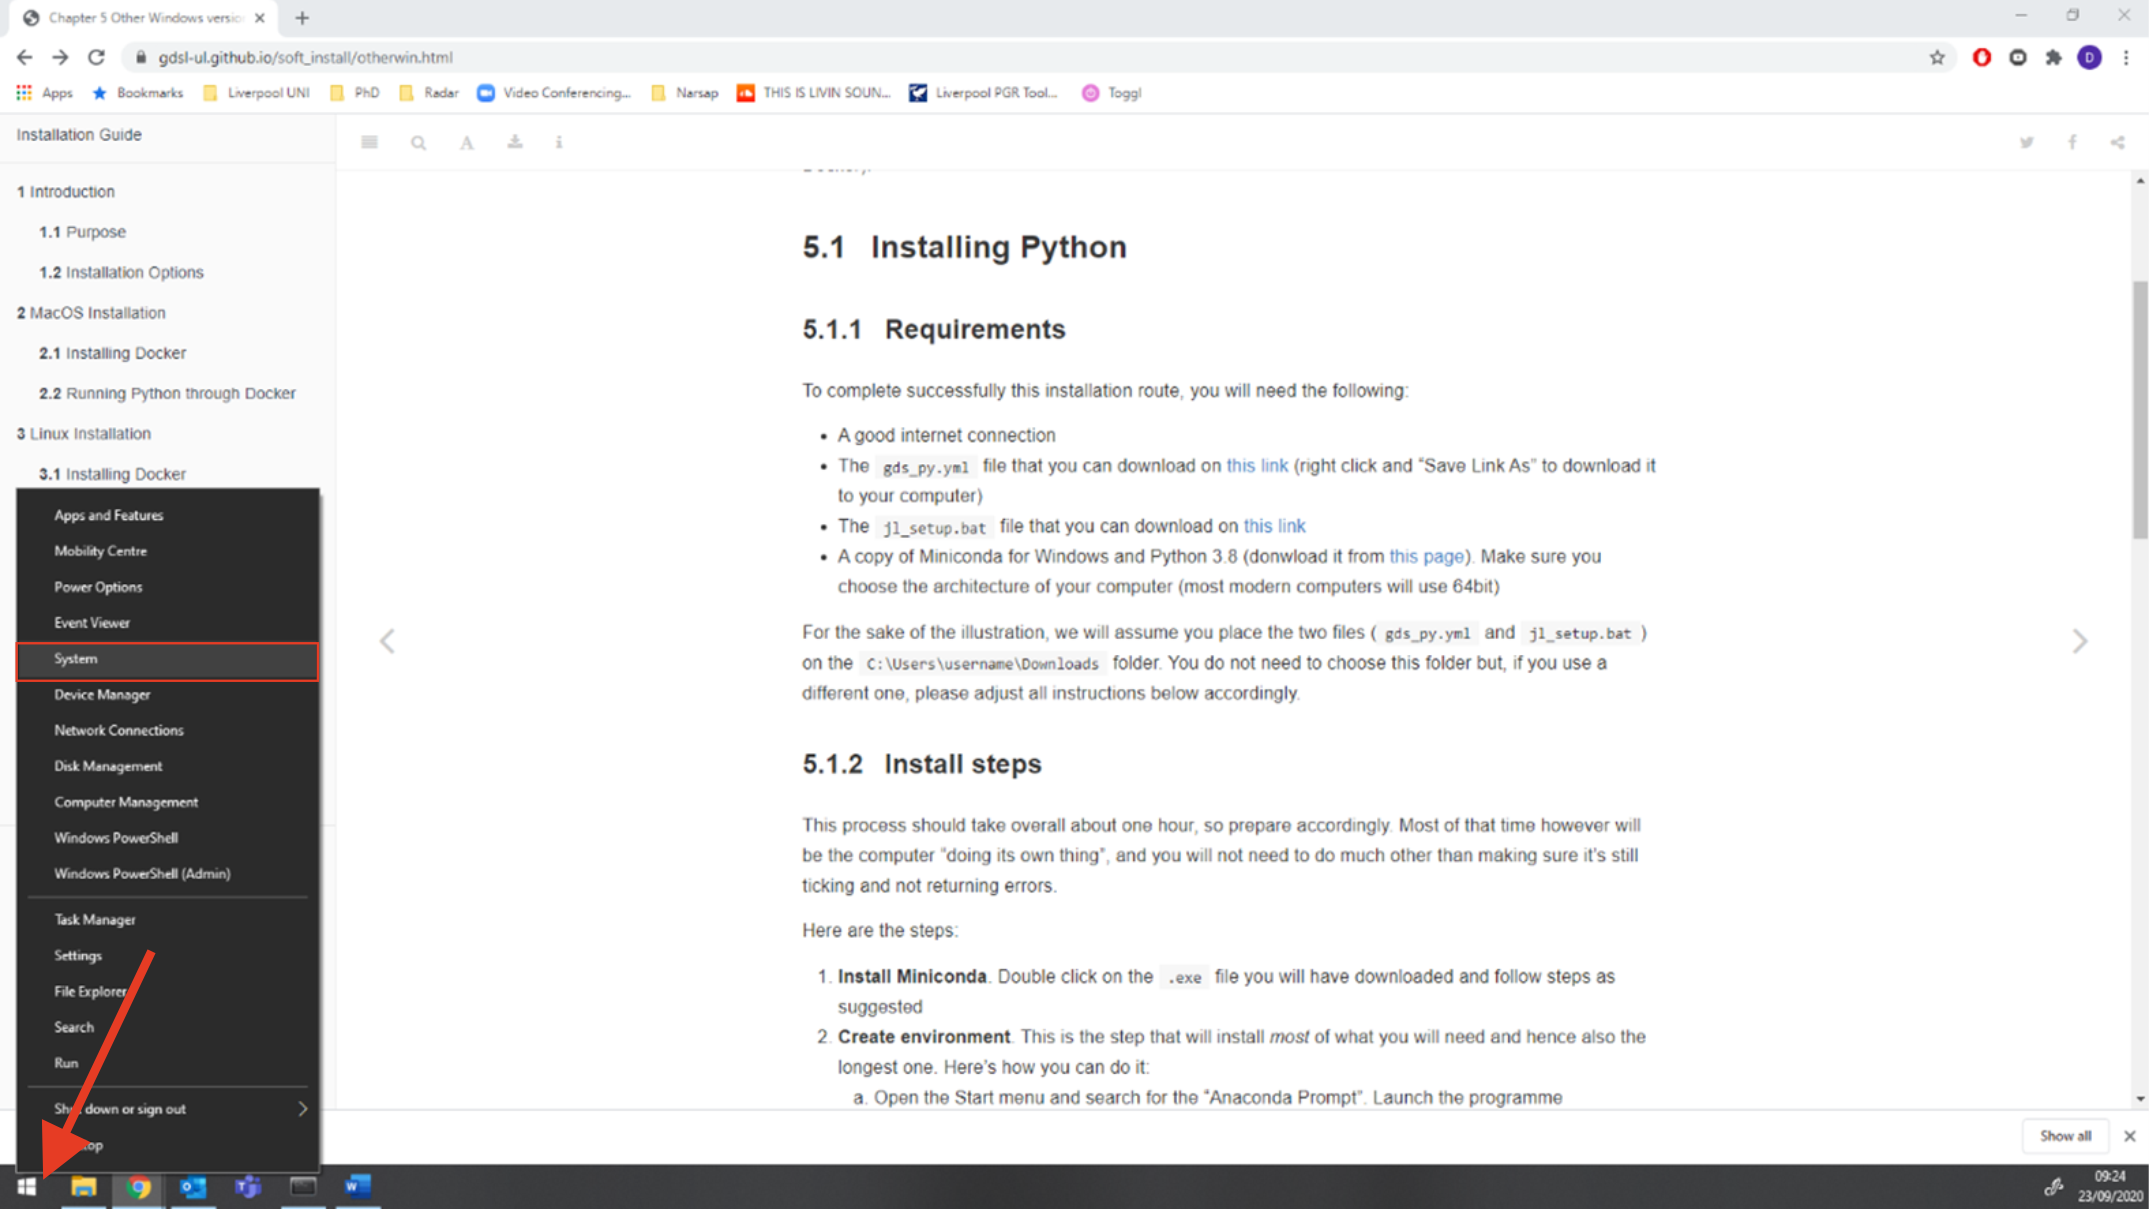 Chapter 5 Other Windows versio
gdsl-ul.github.io/soft_install/otherwin.html
D
Apps
Bookmarks
Liverpool UNI
PhD
Radar
Video Conferencing...
Narsap
THIS IS LIVIN SOUN...
Liverpool PGR Tool...
Toggl
Installation Guide
1 Introduction
1.1 Purpose
1.2 Installation Options
2 MacOS Installation
2.1 Installing Docker
2.2 Running Python through Docker
3 Linux Installation
3.1 Installing Docker
Apps and Features
Mobility Centre
Power Options
Event Viewer
System
Device Manager
Network Connections
Disk Management
Computer Management
Windows PowerShell
Windows PowerShell (Admin)
Task Manager
Settings
File Explorer
Search
Run
Shut down or sign out
5.1 Installing Python
5.1.1 Requirements
To complete successfully this installation route, you will need the following:
• A good internet connection
• The gds_py.yml file that you can download on this link (right click and “Save Link As” to download it
to your computer)
• The jl_setup.bat file that you can download on this link
• A copy of Miniconda for Windows and Python 3.8 (donwload it from this page). Make sure you
choose the architecture of your computer (most modern computers will use 64bit)
For the sake of the illustration, we will assume you place the two files ( gds_py.yml and jl_setup.bat )
on the C:\Users\username\Downloads folder. You do not need to choose this folder but, if you use a
different one, please adjust all instructions below accordingly.
5.1.2 Install steps
This process should take overall about one hour, so prepare accordingly. Most of that time however will
be the computer “doing its own thing”, and you will not need to do much other than making sure it’s still
ticking and not returning errors.
Here are the steps:
1. Install Miniconda. Double click on the .exe file you will have downloaded and follow steps as
suggested
2. Create environment. This is the step that will install most of what you will need and hence also the
longest one. Here’s how you can do it:
a. Open the Start menu and search for the “Anaconda Prompt”. Launch the programme
Show all
09:24
23/09/2020